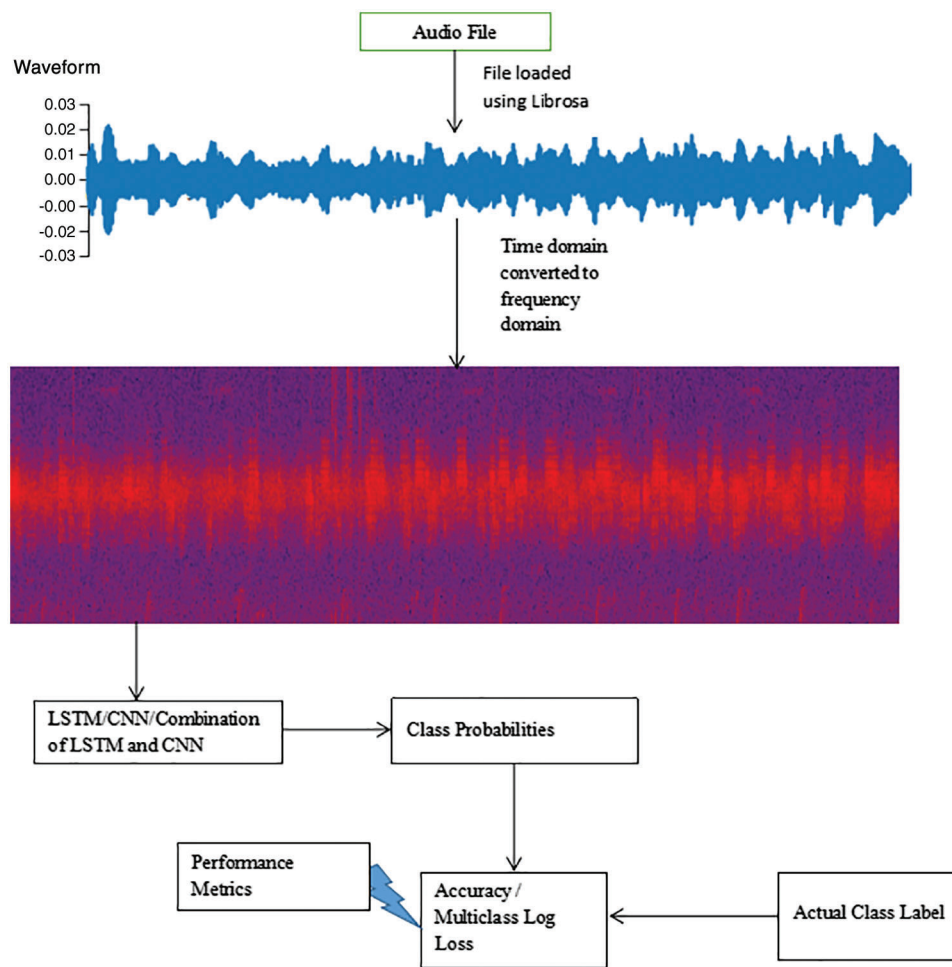 Audio File
File loaded
using Librosa
Waveform
0.03
0.02
0.01
0.00
-0.00
-0.02
-0.03
Time domain
converted to
frequency
domain
LSTM/CNN/Combination
of LSTM and CNN
Class Probabilities
Performance
Metrics
Accuracy /
Multiclass Log
Loss
Actual Class Label